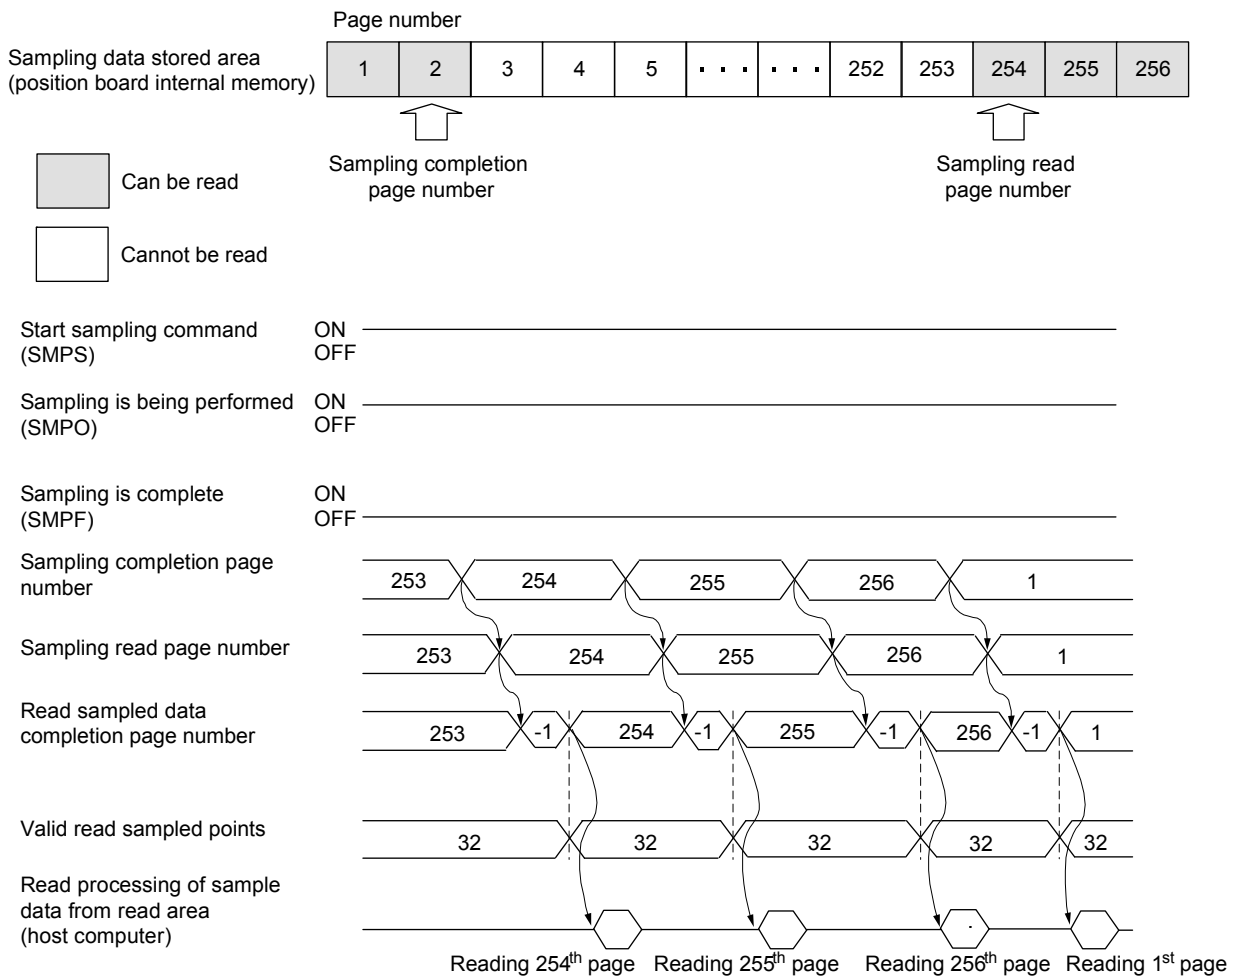 Page number
Sampling data stored area
(position board internal memory)
1 2 3 4 5 · · · · · · 252 253 254 255 256
Sampling completion
page number
Sampling read
page number
Can be read
Cannot be read
Start sampling command
(SMPS)
ON
OFF
Sampling is being performed
(SMPO)
ON
OFF
Sampling is complete
(SMPF)
ON
OFF
Sampling completion page
number
253 254 255 256 1
Sampling read page number
253 254 255 256 1
Read sampled data
completion page number
253 -1 254 -1 255 -1 256 -1 1
Valid read sampled points
32 32 32 32 32
Read processing of sample
data from read area
(host computer)
Reading 254th page Reading 255th page Reading 256th page Reading 1st page